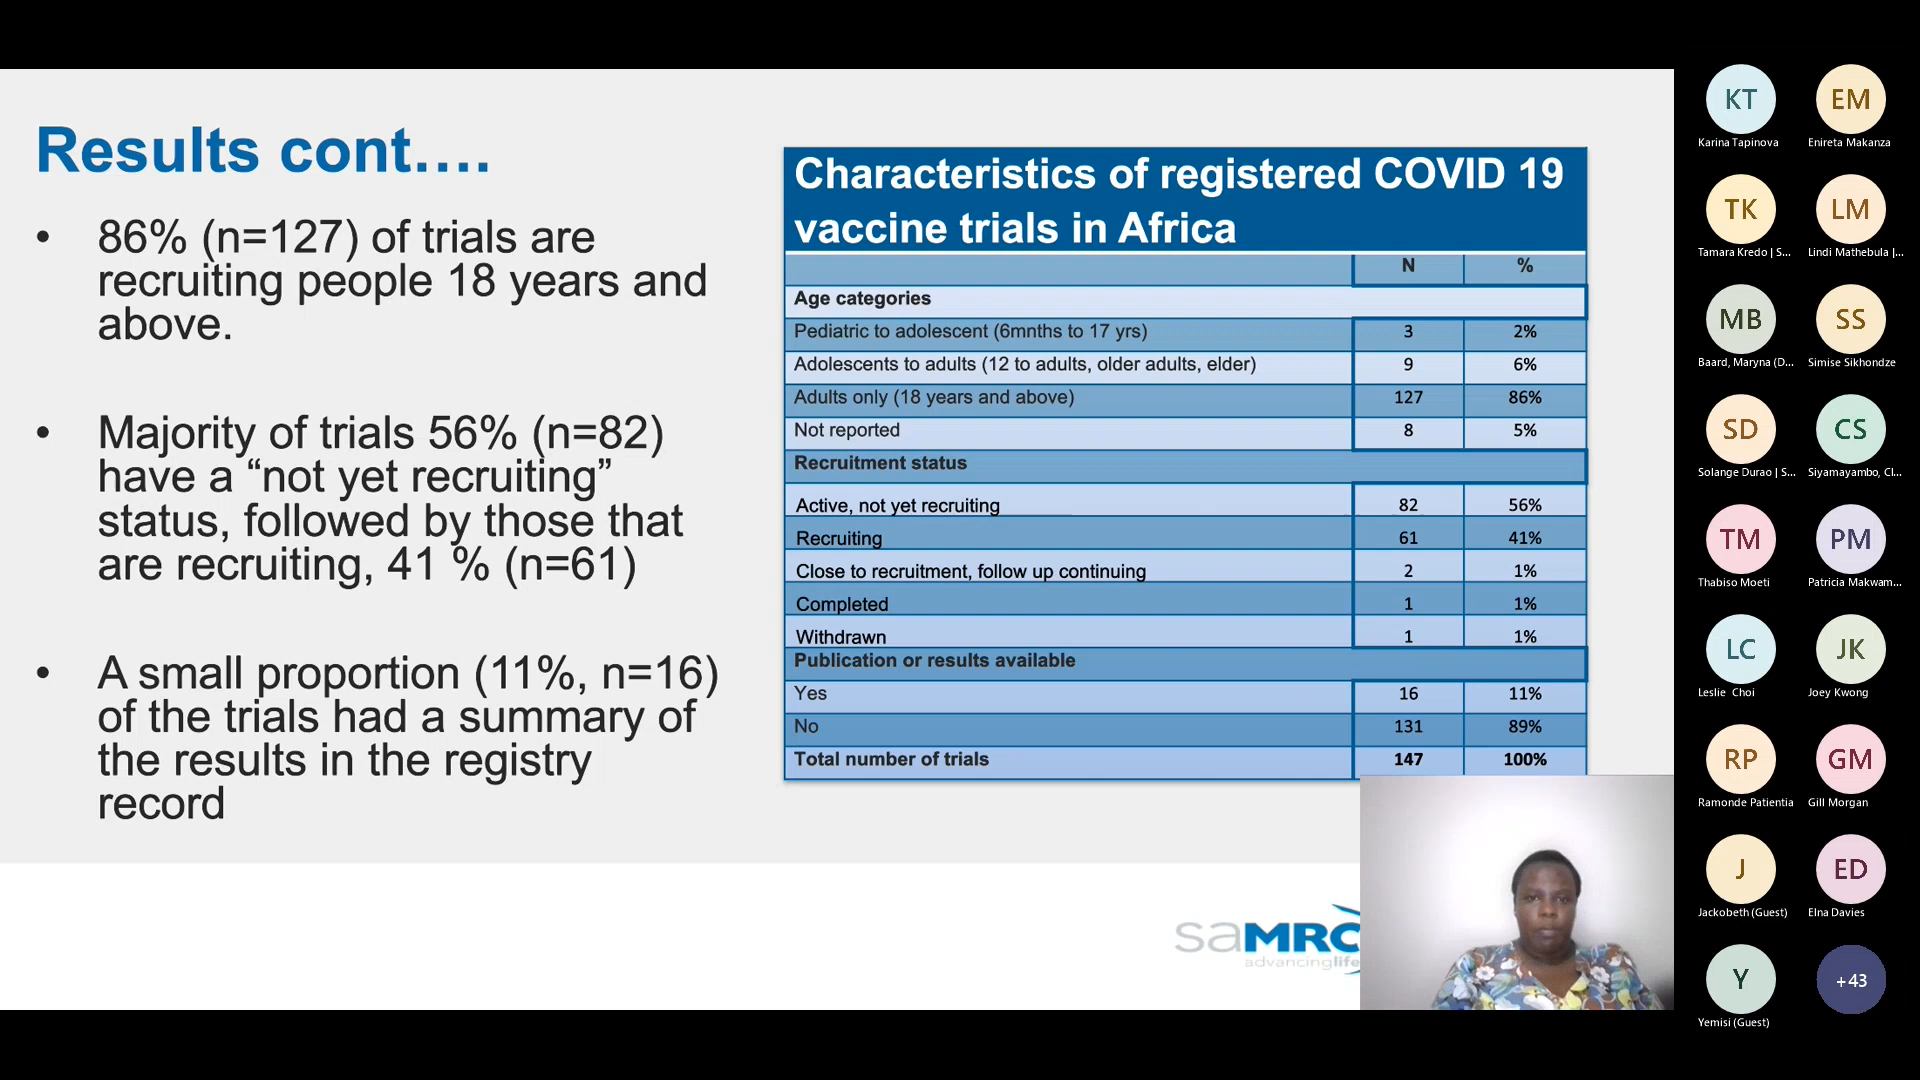 Results cont....
• 86% (n=127) of trials are
recruiting people 18 years and
above.
• Majority of trials 56% (n=82)
have a “not yet recruiting”
status, followed by those that
are recruiting, 41 % (n=61)
• A small proportion (11%, n=16)
of the trials had a summary of
the results in the registry
record
Characteristics of registered COVID 19
vaccine trials in Africa
N %
Age categories
Pediatric to adolescent (6mnths to 17 yrs) 3 2%
Adolescents to adults (12 to adults, older adults, elder) 9 6%
Adults only (18 years and above) 127 86%
Not reported 8 5%
Recruitment status
Active, not yet recruiting 82 56%
Recruiting 61 41%
Close to recruitment, follow up continuing 2 1%
Completed 1 1%
Withdrawn 1 1%
Publication or results available
Yes 16 11%
No 131 89%
Total number of trials 147 100%
saMRC
advancinglife
KT EM
Karina Tapinova Enireta Makanza
TK LM
Tamara Kredo | S... Lindi Mathebula |...
MB SS
Baard, Maryna (D... Simise Sikhondze
SD CS
Solange Durao | S... Siyamayambo, Cl...
TM PM
Thabiso Moeti Patricia Makwam...
LC JK
Leslie Choi Joey Kwong
RP GM
Ramonde Patientia Gill Morgan
J ED
Jackobeth (Guest) Elna Davies
Y +43
Yemisi (Guest)